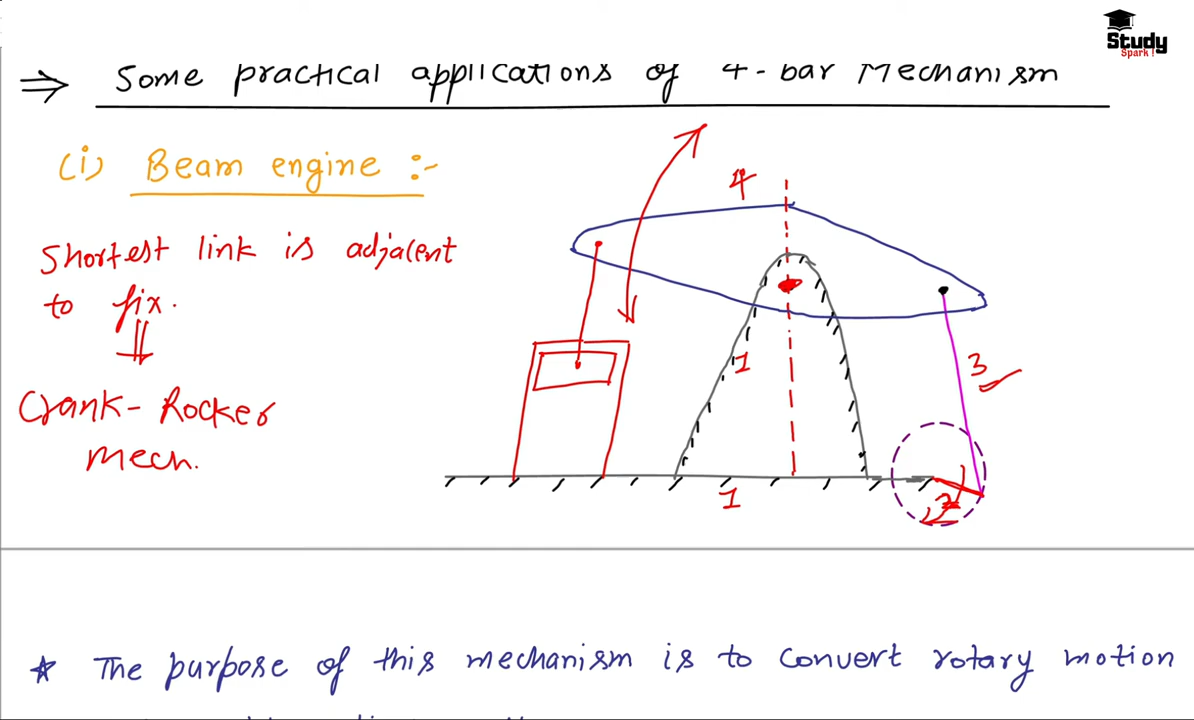 Study
Spark!
⇒ Some practical applications of 4-bar Mechanism
(i) Beam engine :-
Shortest link is adjacent
to fix.
⇓
Crank-Rocker
mech.
4
1
3
1
2
* The purpose of this mechanism is to convert rotary motion